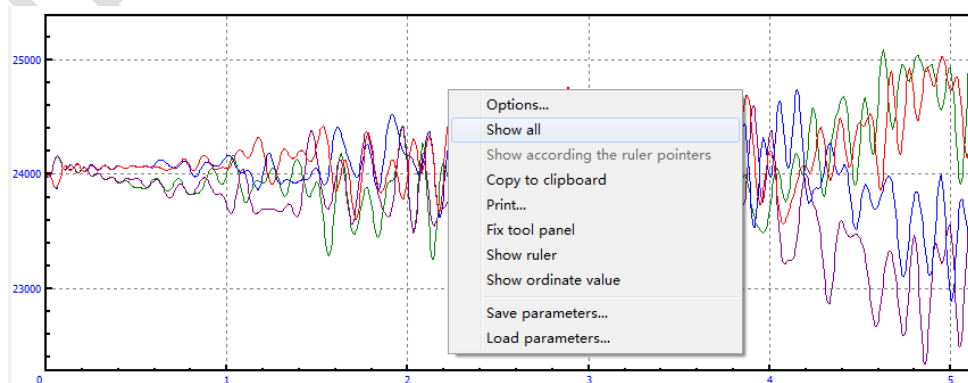 25000
Options...
Show all
Show according the ruler pointers
24000
Copy to clipboard
Print...
Fix tool panel
Show ruler
Show ordinate value
23000
Save parameters...
Load parameters...
0 1 2 3 4 5